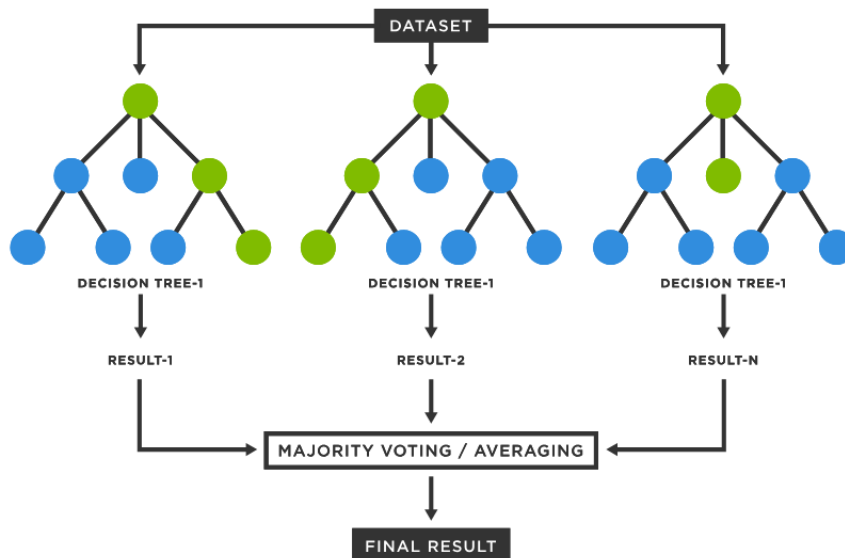 DATASET
DECISION TREE-1
DECISION TREE-1
DECISION TREE-1
RESULT-1
RESULT-2
RESULT-N
MAJORITY VOTING / AVERAGING
FINAL RESULT